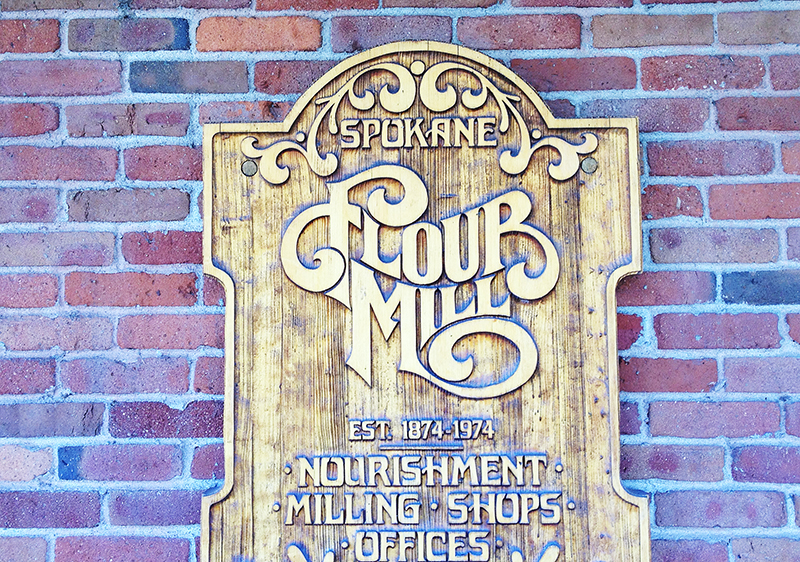 SPOKANE
FLOUR
MILL
EST. 1874-1974
· NOURISHMENT ·
· MILLING · SHOPS ·
· OFFICES ·